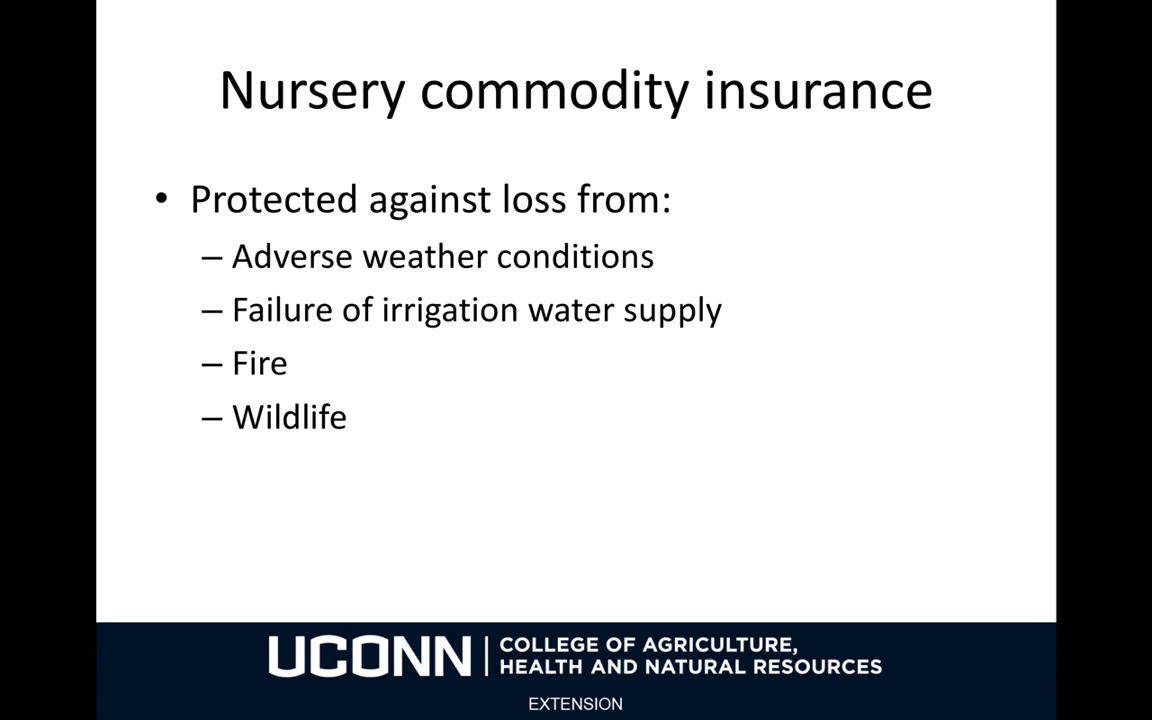 Nursery commodity insurance
• Protected against loss from:
– Adverse weather conditions
– Failure of irrigation water supply
– Fire
– Wildlife
UCONN | COLLEGE OF AGRICULTURE,
HEALTH AND NATURAL RESOURCES
EXTENSION